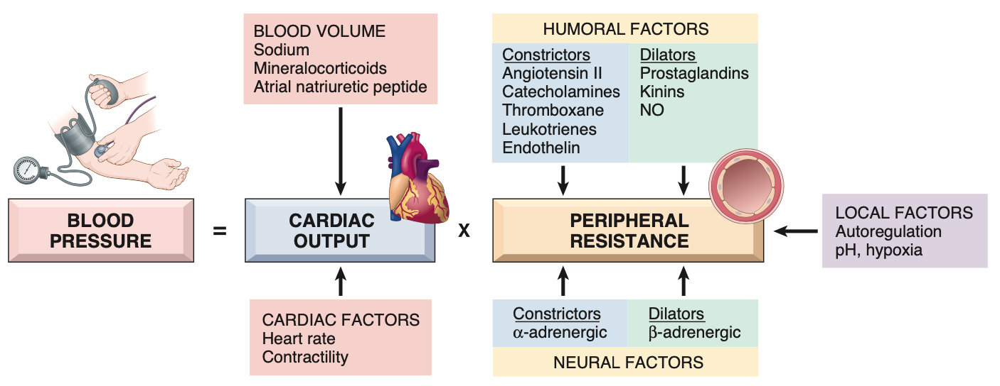 BLOOD VOLUME
Sodium
Mineralocorticoids
Atrial natriuretic peptide
HUMORAL FACTORS
Constrictors
Angiotensin II
Catecholamines
Thromboxane
Leukotrienes
Endothelin
Dilators
Prostaglandins
Kinins
NO
BLOOD
PRESSURE
=
CARDIAC
OUTPUT
x
PERIPHERAL
RESISTANCE
LOCAL FACTORS
Autoregulation
pH, hypoxia
CARDIAC FACTORS
Heart rate
Contractility
Constrictors
α-adrenergic
Dilators
β-adrenergic
NEURAL FACTORS